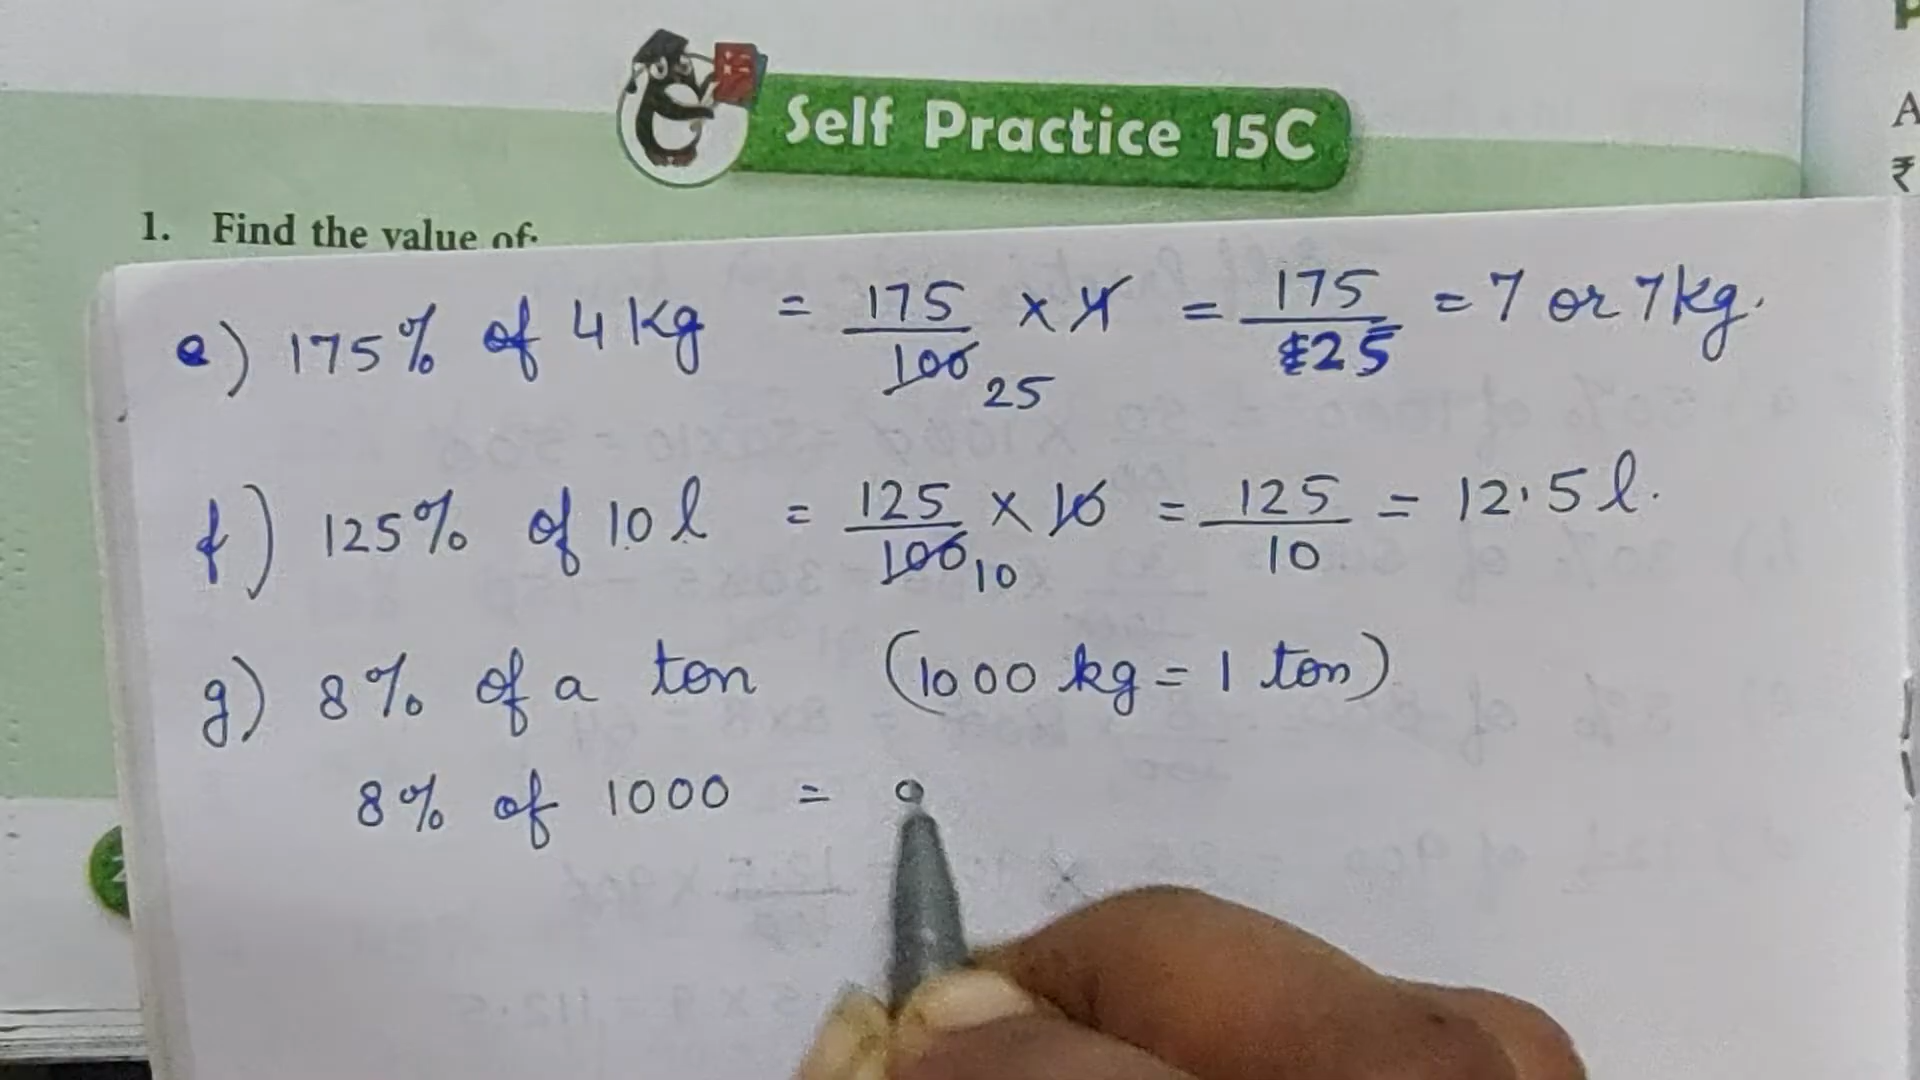 Self Practice 15C
A
₹
1. Find the value of:
e) 175% of 4 kg = 175/100 25 × 4 = 175/25 = 7 or 7 kg.
f) 125% of 10 l = 125/100 10 × 10 = 125/10 = 12.5 l.
g) 8% of a ton (1000 kg = 1 ton)
8% of 1000 =